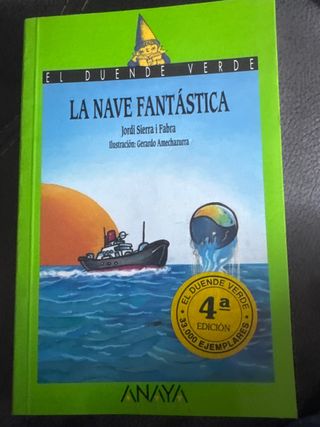 EL DUENDE VERDE
LA NAVE FANTÁSTICA
Jordi Sierra i Fabra
Ilustración: Gerardo Amechazurra
EL DUENDE VERDE
4ª
EDICIÓN
33.000 EJEMPLARES
ANAYA